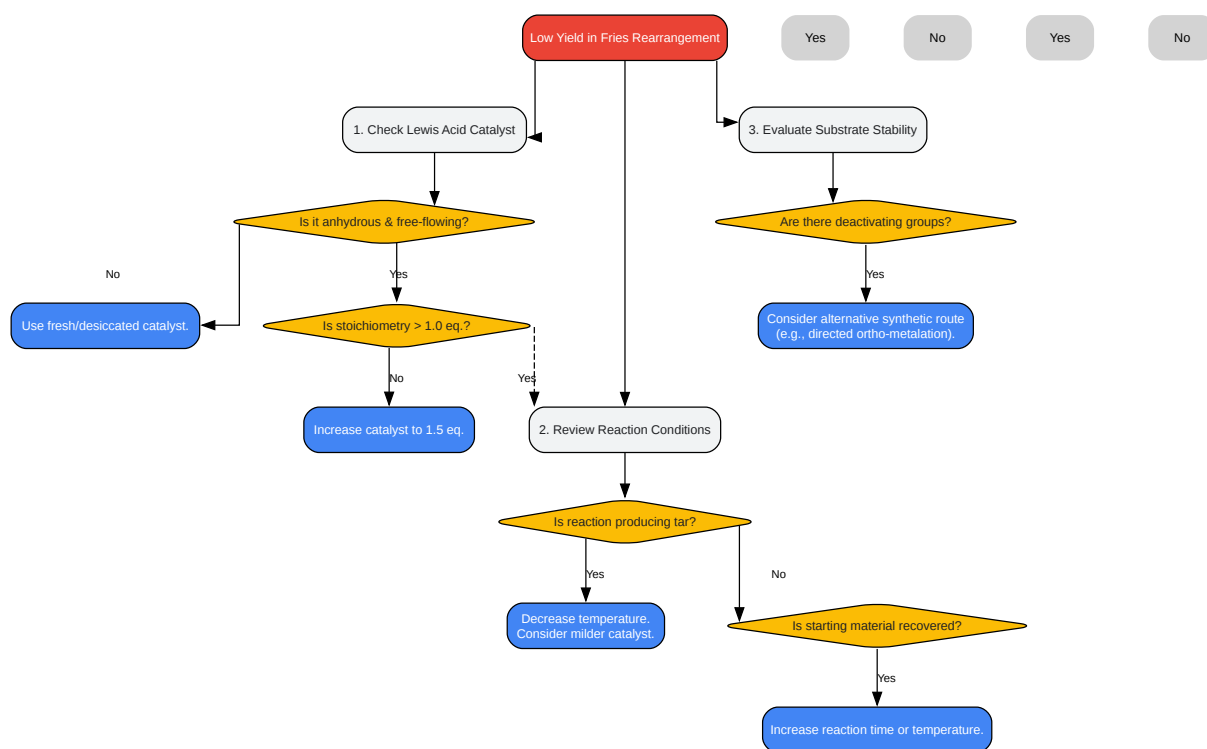 Low Yield in Fries Rearrangement
Yes
No
Yes
No
1. Check Lewis Acid Catalyst
3. Evaluate Substrate Stability
Is it anhydrous & free-flowing?
Are there deactivating groups?
No
Yes
Yes
Use fresh/desiccated catalyst.
Is stoichiometry > 1.0 eq.?
Consider alternative synthetic route
(e.g., directed ortho-metalation).
No
Yes
Increase catalyst to 1.5 eq.
2. Review Reaction Conditions
Is reaction producing tar?
Yes
No
Decrease temperature.
Consider milder catalyst.
Is starting material recovered?
Yes
Increase reaction time or temperature.